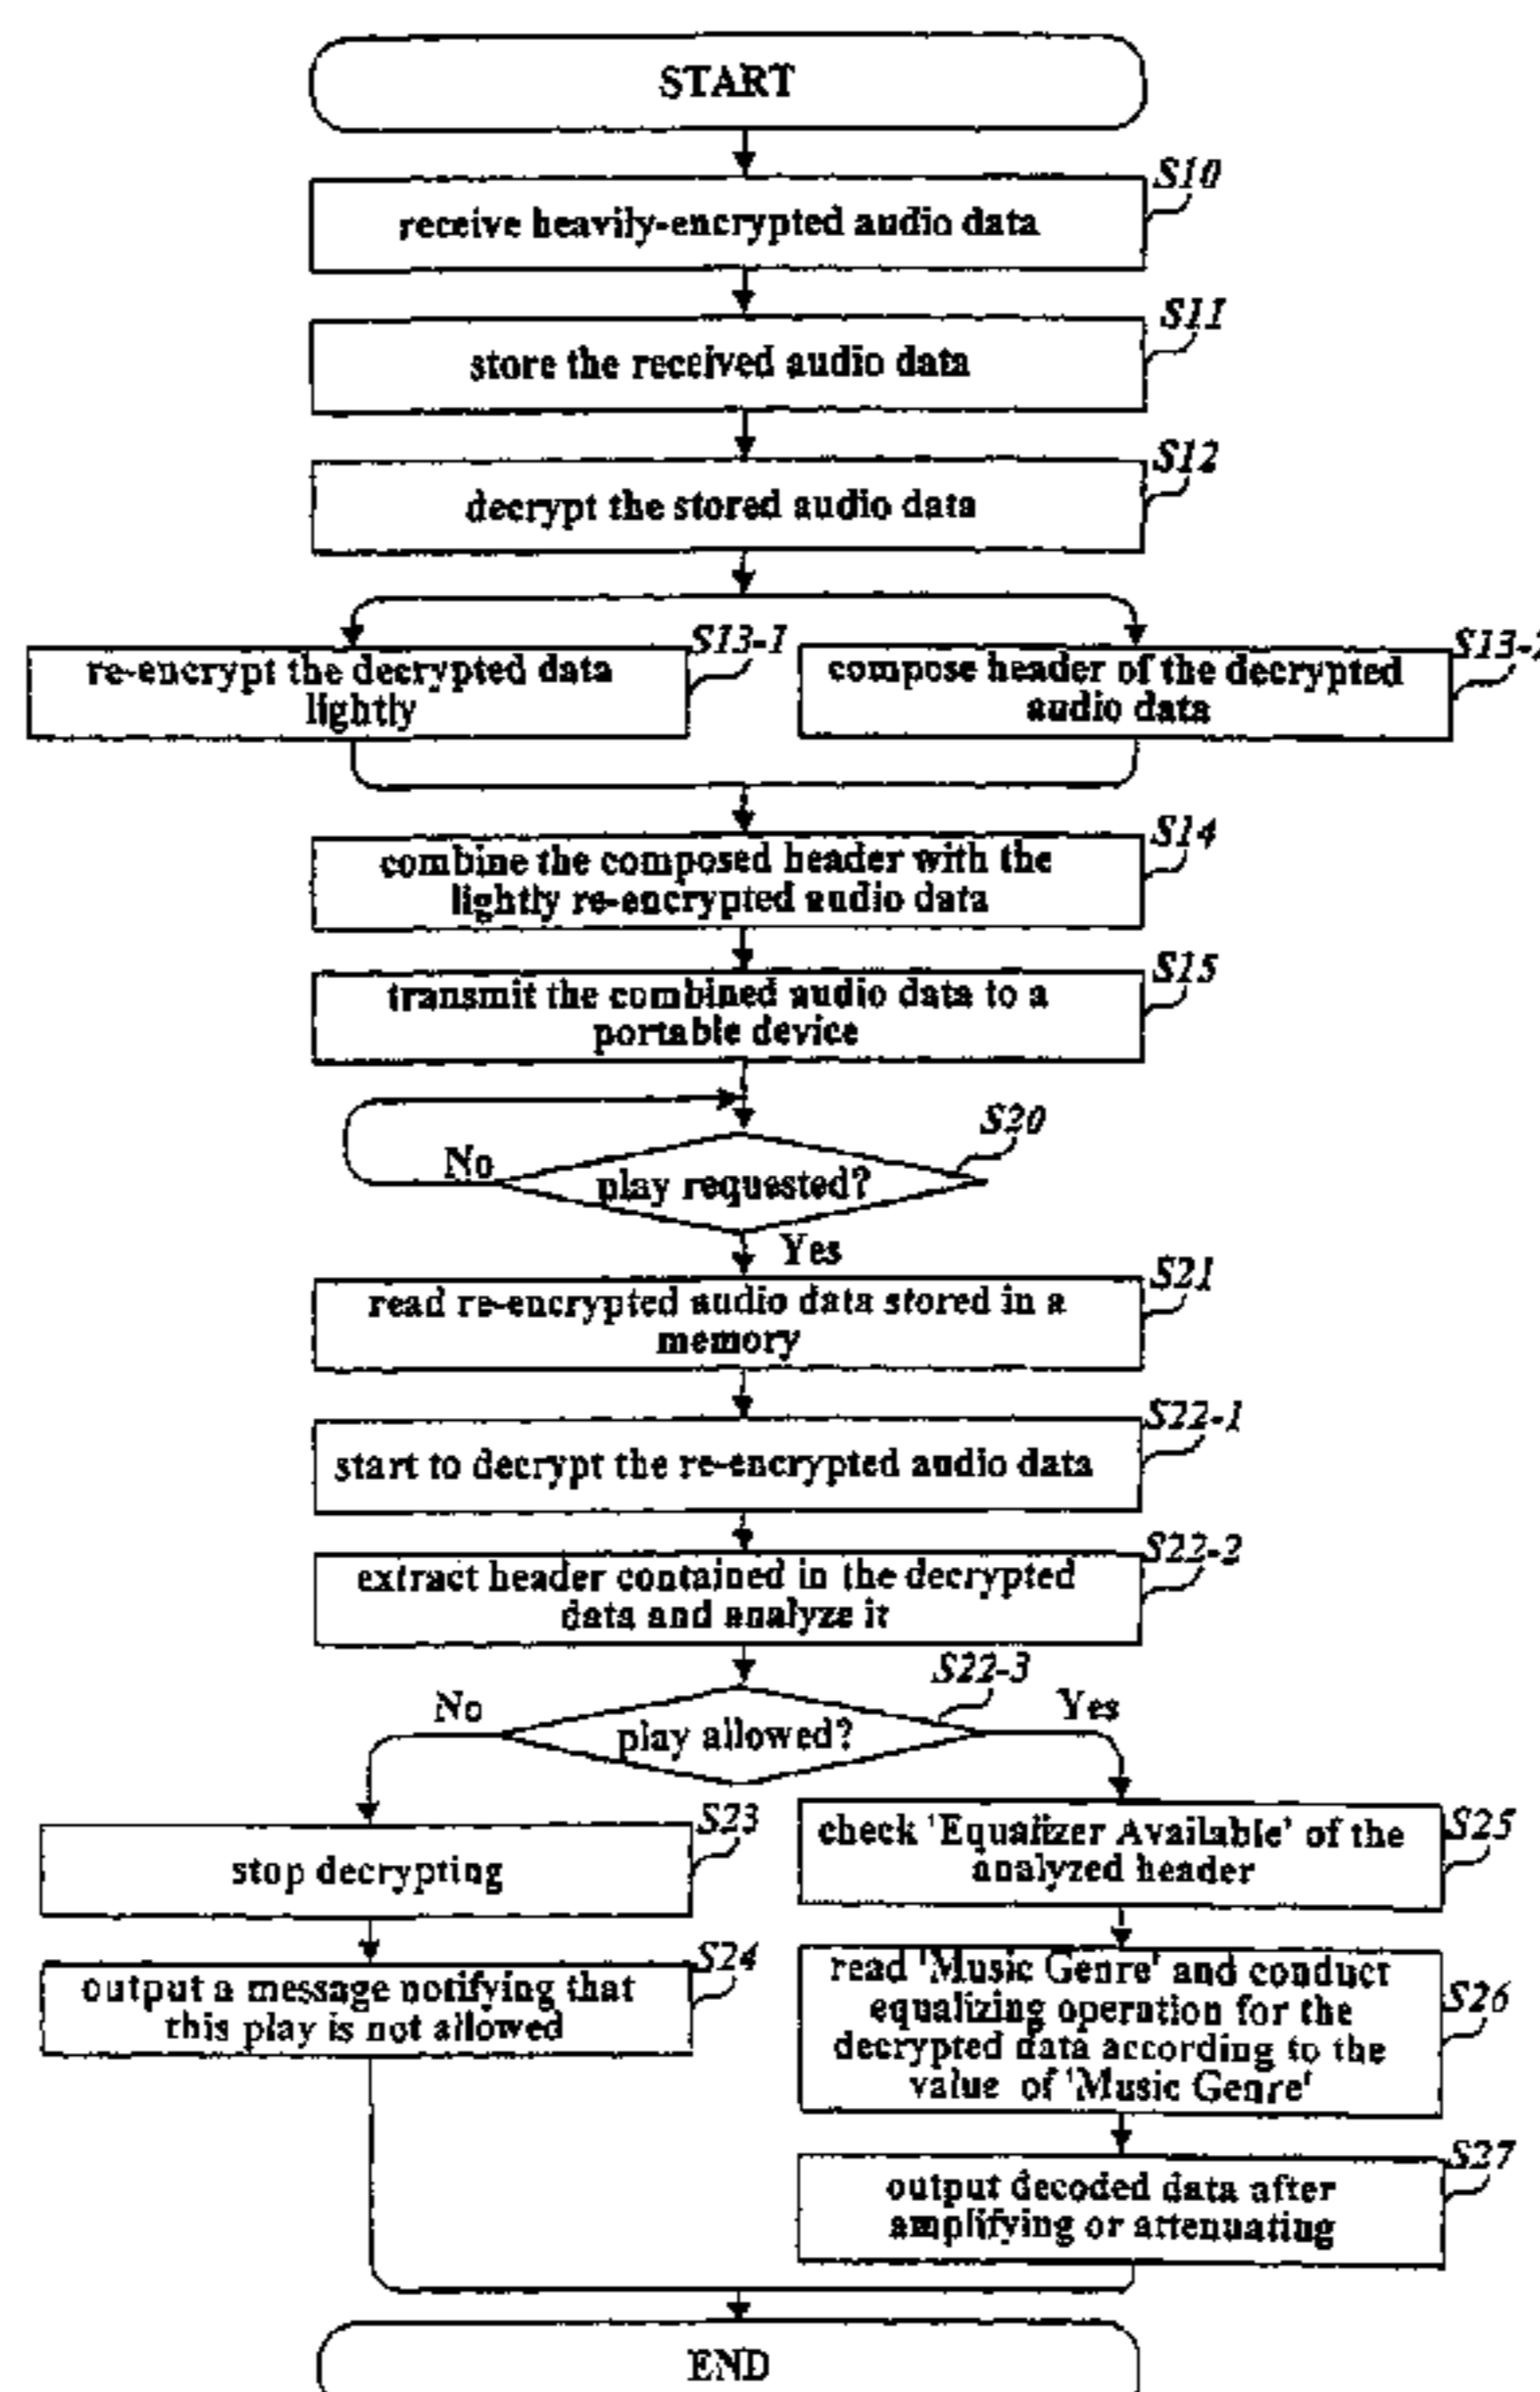 START
S10
receive heavily-encrypted audio data
S11
store the received audio data
S12
decrypt the stored audio data
S13-1
re-encrypt the decrypted data
lightly
S13-2
compose header of the decrypted
audio data
S14
combine the composed header with the
lightly re-encrypted audio data
S15
transmit the combined audio data to a
portable device
S20
No
play requested?
Yes
S21
read re-encrypted audio data stored in a
memory
S22-1
start to decrypt the re-encrypted audio data
S22-2
extract header contained in the decrypted
data and analyze it
S22-3
No
play allowed?
Yes
S23
stop decrypting
S24
output a message notifying that
this play is not allowed
S25
check 'Equalizer Available' of the
analyzed header
S26
read 'Music Genre' and conduct
equalizing operation for the
decrypted data according to the
value of 'Music Genre'
S27
output decoded data after
amplifying or attenuating
END